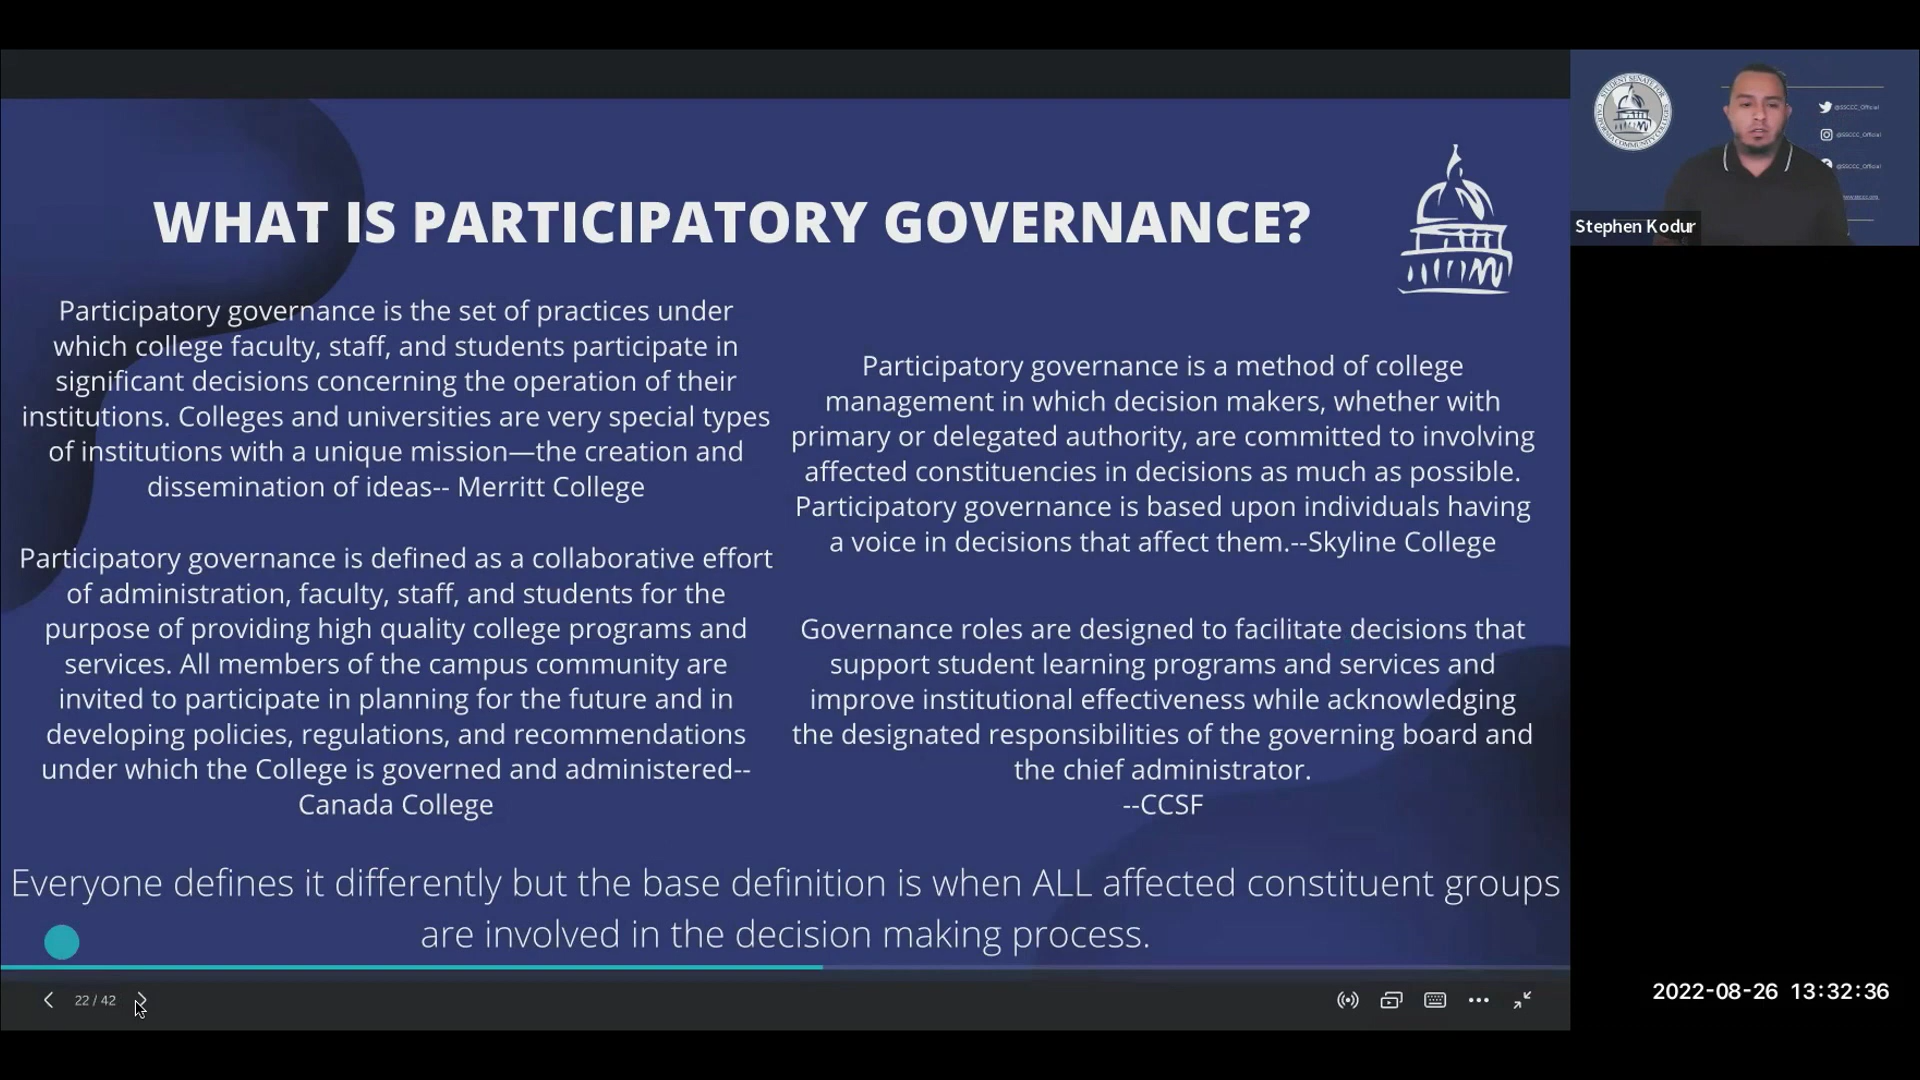 WHAT IS PARTICIPATORY GOVERNANCE?
Participatory governance is the set of practices under
which college faculty, staff, and students participate in
significant decisions concerning the operation of their
institutions. Colleges and universities are very special types
of institutions with a unique mission—the creation and
dissemination of ideas-- Merritt College
Participatory governance is defined as a collaborative effort
of administration, faculty, staff, and students for the
purpose of providing high quality college programs and
services. All members of the campus community are
invited to participate in planning for the future and in
developing policies, regulations, and recommendations
under which the College is governed and administered--
Canada College
Participatory governance is a method of college
management in which decision makers, whether with
primary or delegated authority, are committed to involving
affected constituencies in decisions as much as possible.
Participatory governance is based upon individuals having
a voice in decisions that affect them.--Skyline College
Governance roles are designed to facilitate decisions that
support student learning programs and services and
improve institutional effectiveness while acknowledging
the designated responsibilities of the governing board and
the chief administrator.
--CCSF
Everyone defines it differently but the base definition is when ALL affected constituent groups
are involved in the decision making process.
22 / 42
STUDENT SENATE FOR
CALIFORNIA COMMUNITY COLLEGES
@SSCCC_Official
@SSCCC_Official
@SSCCC_Official
Stephen Kodur
2022-08-26 13:32:36